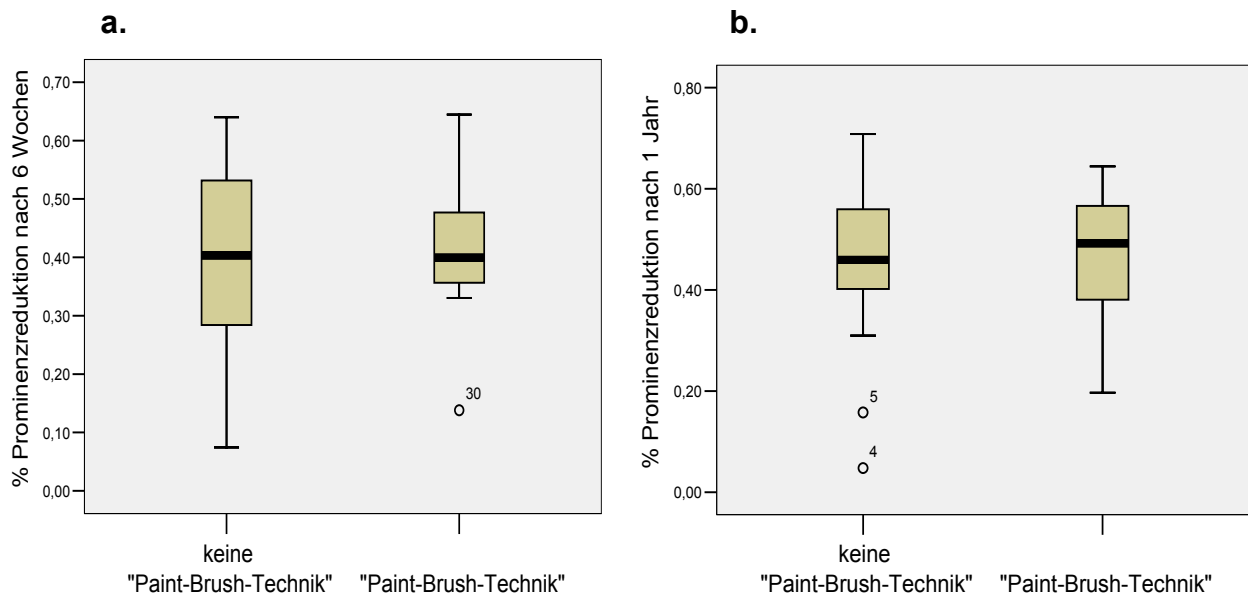 a.
% Prominenzreduktion nach 6 Wochen
0,70
0,60
0,50
0,40
0,30
0,20
0,10
0,00
30
keine
"Paint-Brush-Technik"
"Paint-Brush-Technik"
b.
% Prominenzreduktion nach 1 Jahr
0,80
0,60
0,40
0,20
0,00
5
4
keine
"Paint-Brush-Technik"
"Paint-Brush-Technik"